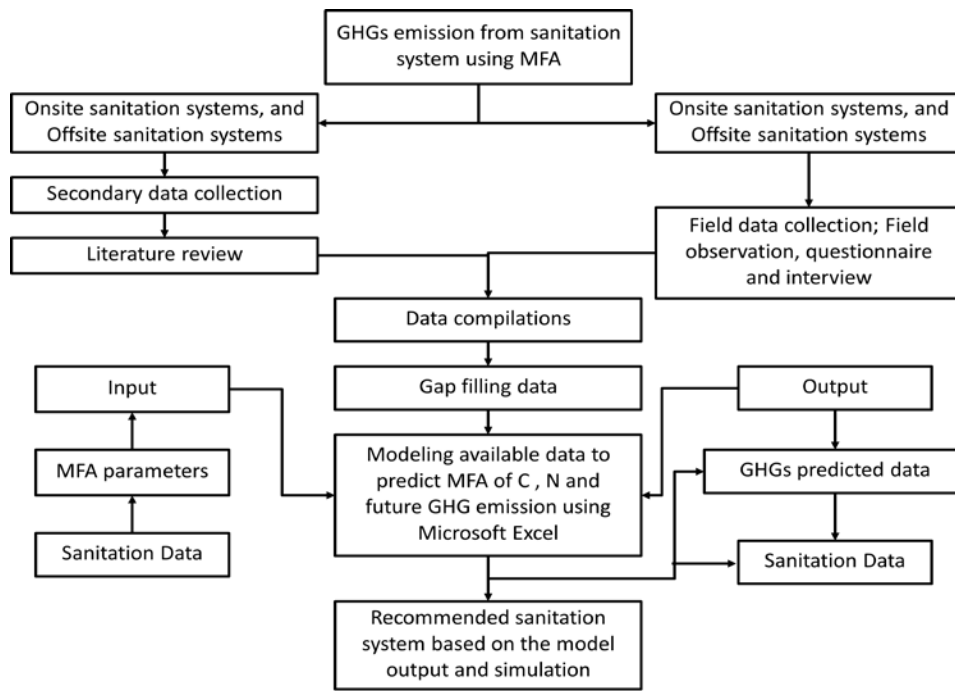 GHGs emission from sanitation
system using MFA
Onsite sanitation systems, and
Offsite sanitation systems
Onsite sanitation systems, and
Offsite sanitation systems
Secondary data collection
Literature review
Field data collection; Field
observation, questionnaire
and interview
Data compilations
Input
Gap filling data
Output
MFA parameters
Modeling available data to
predict MFA of C , N and
future GHG emission using
Microsoft Excel
GHGs predicted data
Sanitation Data
Sanitation Data
Recommended sanitation
system based on the model
output and simulation